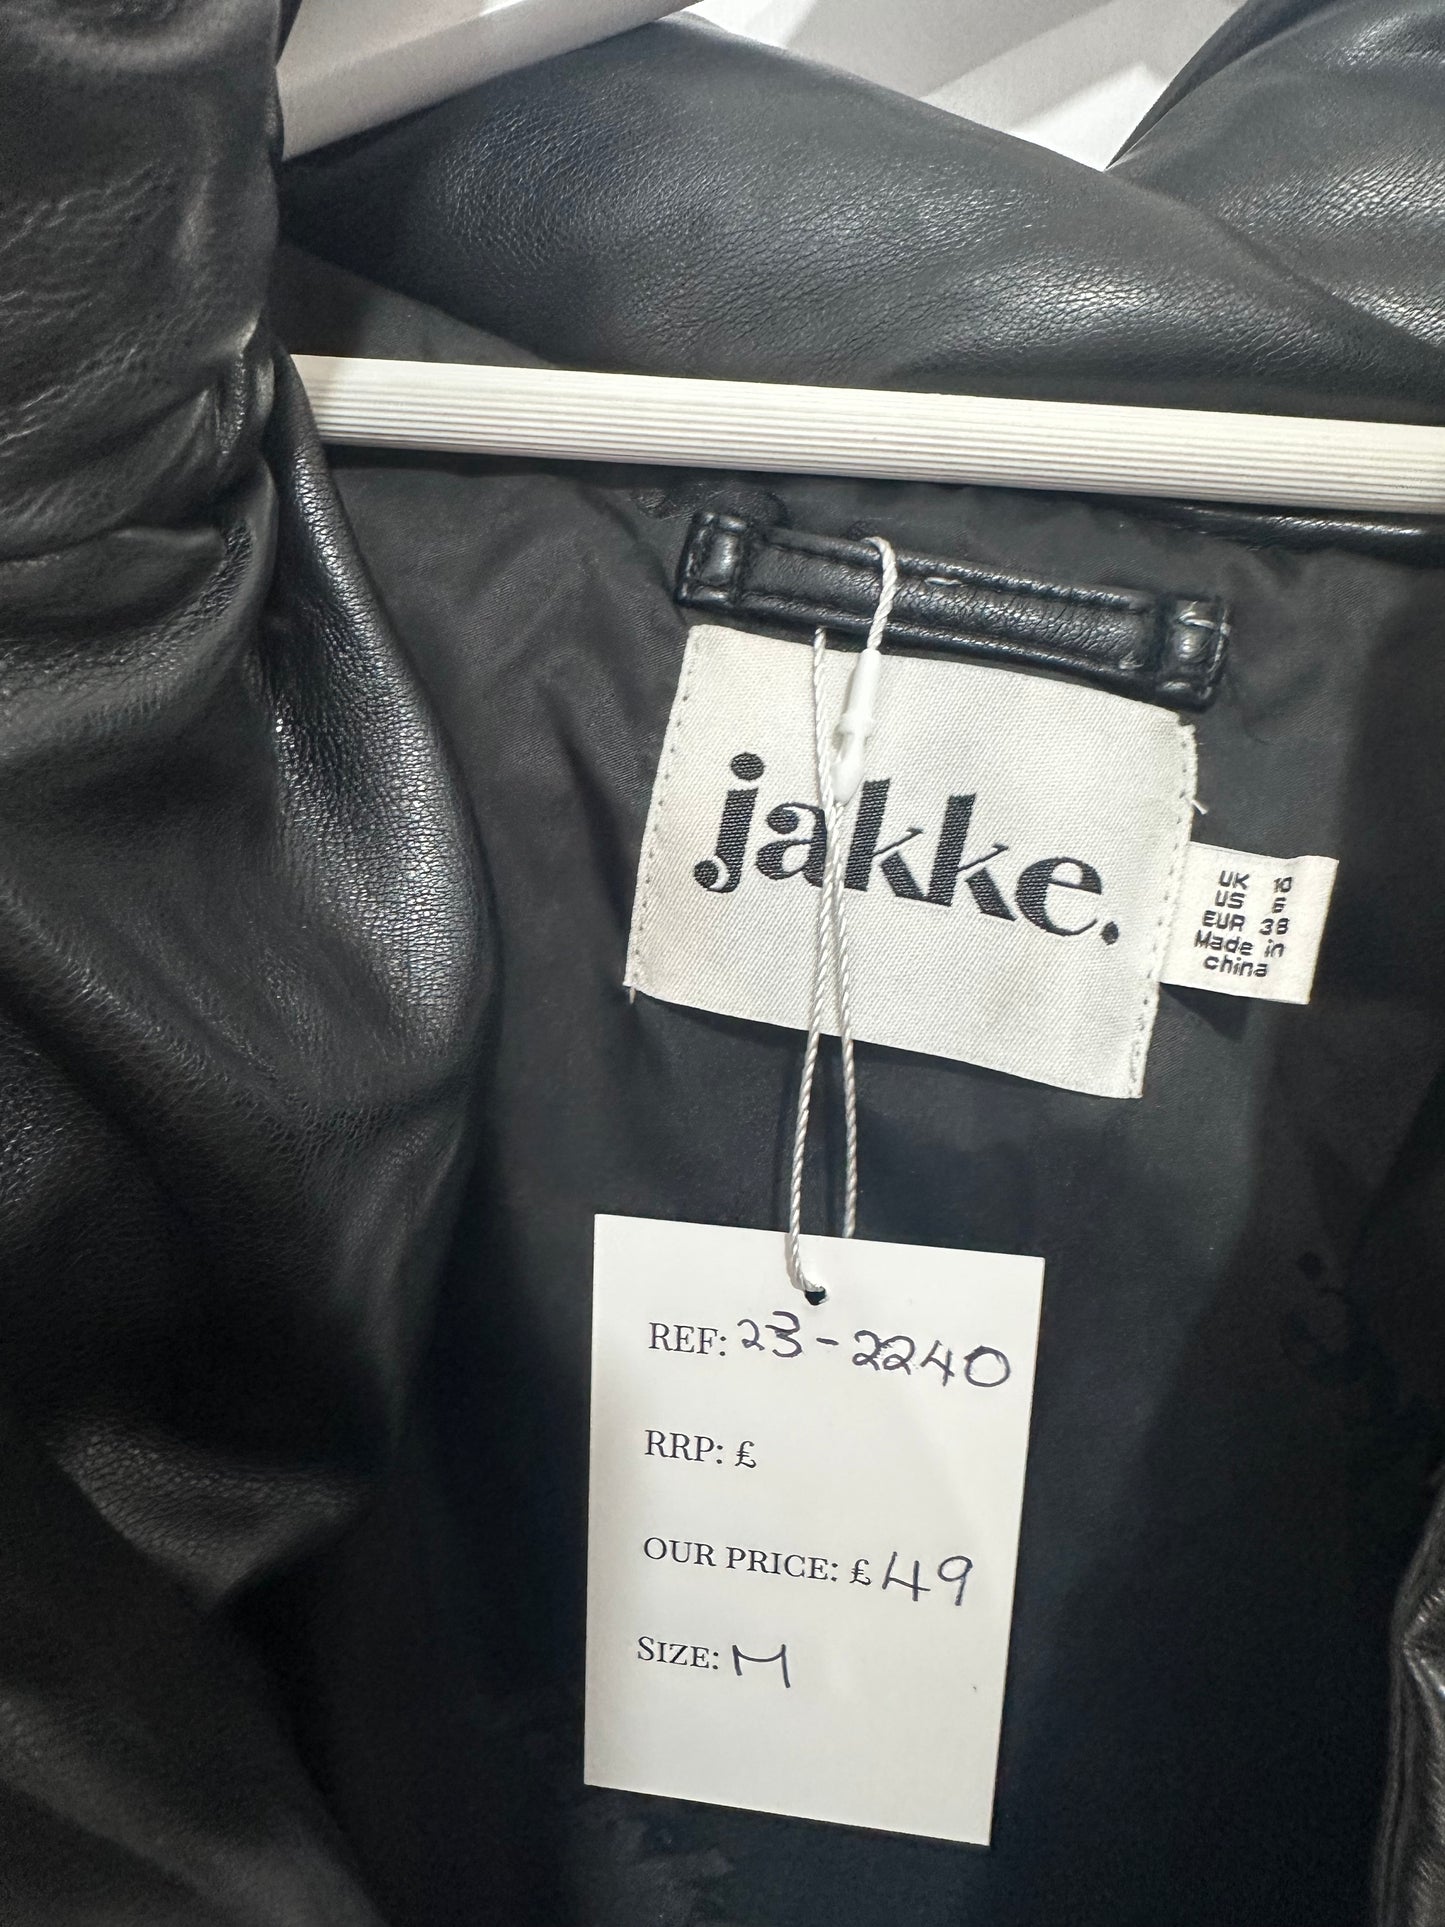 jakke.
UK 10
US 6
EUR 38
Made in
china
REF: 23-2240
RRP: £
OUR PRICE: £49
SIZE: M